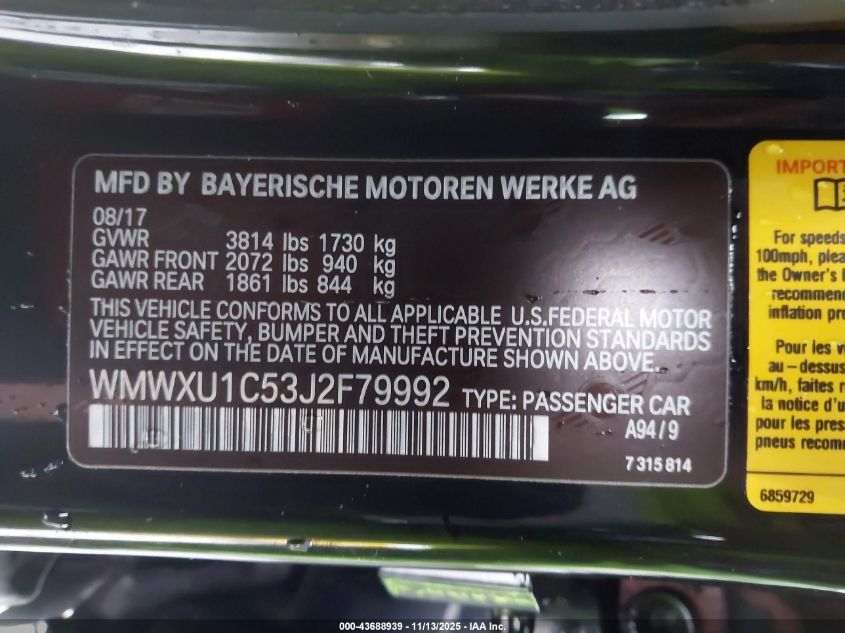 MFD BY BAYERISCHE MOTOREN WERKE AG
08/17
GVWR 3814 lbs 1730 kg
GAWR FRONT 2072 lbs 940 kg
GAWR REAR 1861 lbs 844 kg
THIS VEHICLE CONFORMS TO ALL APPLICABLE U.S.FEDERAL MOTOR
VEHICLE SAFETY, BUMPER AND THEFT PREVENTION STANDARDS
IN EFFECT ON THE DATE OF MANUFACTURE SHOWN ABOVE.
WMWXU1C53J2F79992 TYPE: PASSENGER CAR
A94/9
7 315 814
IMPORT
For speeds
100mph, plea
the Owner's
recommen
inflation pr
Pour les v
au – dessus
km/h, faites
la notice d'u
pour les pres
pneus recom
6859729
000-43688939 - 11/13/2025 - IAA Inc.